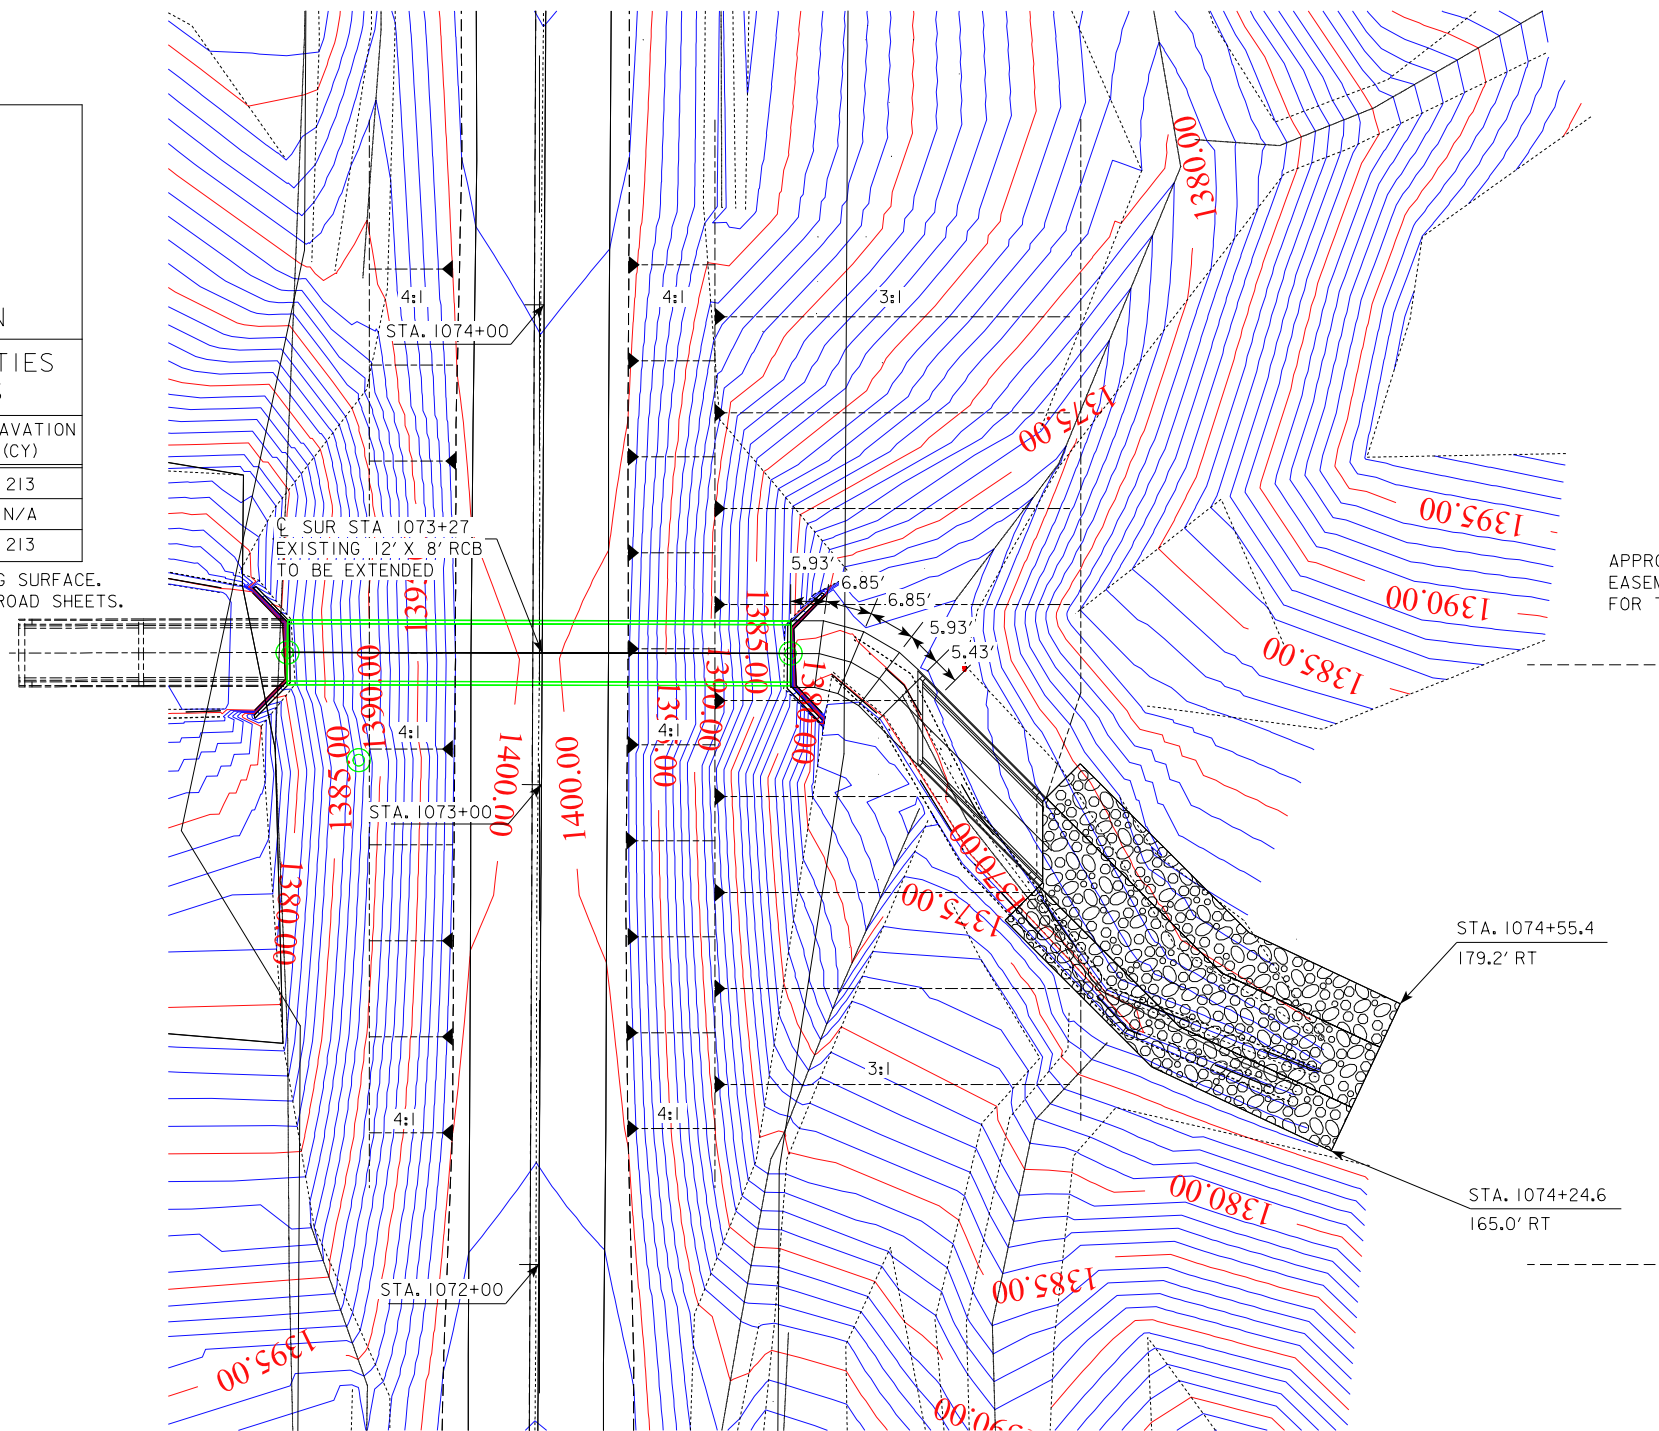 N
TIES
AVATION
(CY)
213
N/A
213
G SURFACE.
ROAD SHEETS.
4:1
STA. 1074+00
4:1
3:1
1380.00
1375.00
1395.00
1390.00
1385.00
℄ SUR STA 1073+27
EXISTING 12' X 8' RCB
TO BE EXTENDED
5.93'
6.85'
6.85'
5.93'
5.43'
APPRO
EASEM
FOR T
1385.00
1390.00
1390.00
1385.00
1380.00
4:1
4:1
1400.00
1400.00
STA. 1073+00
1380.00
1370.00
1375.00
STA. 1074+55.4
179.2' RT
3:1
4:1
4:1
STA. 1074+24.6
165.0' RT
1380.00
1385.00
STA. 1072+00
1395.00